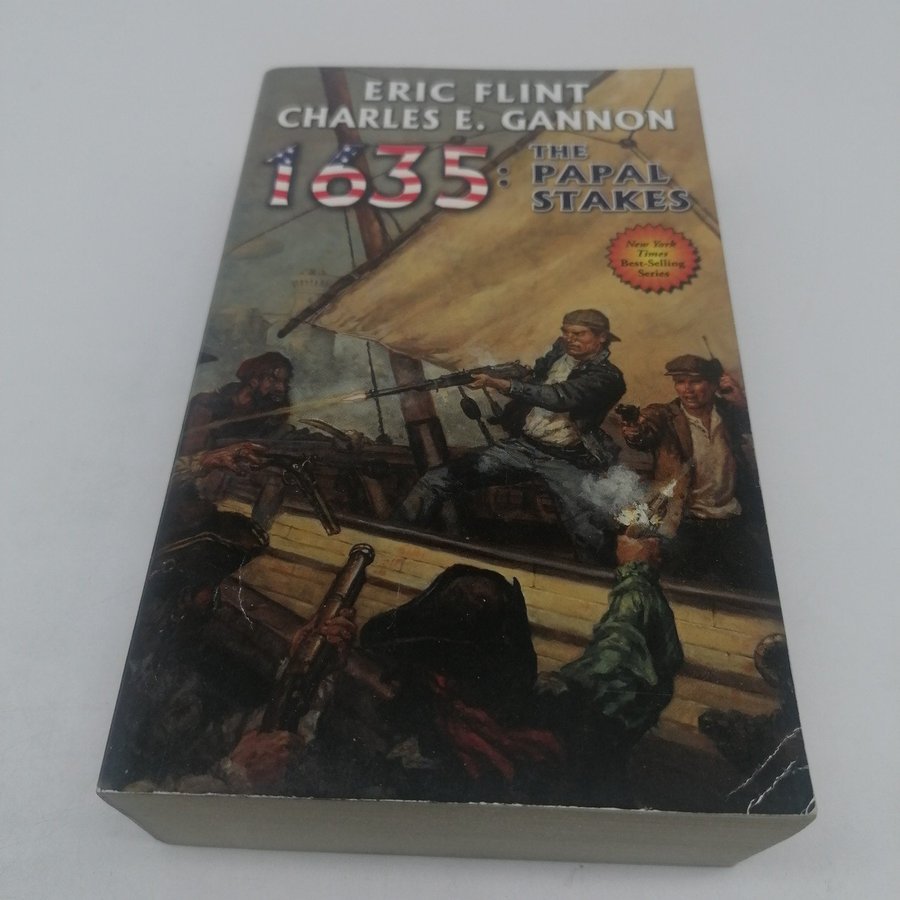 ERIC FLINT
CHARLES E. GANNON
1635: THE
PAPAL
STAKES
New York
Times
Best-Selling
Series